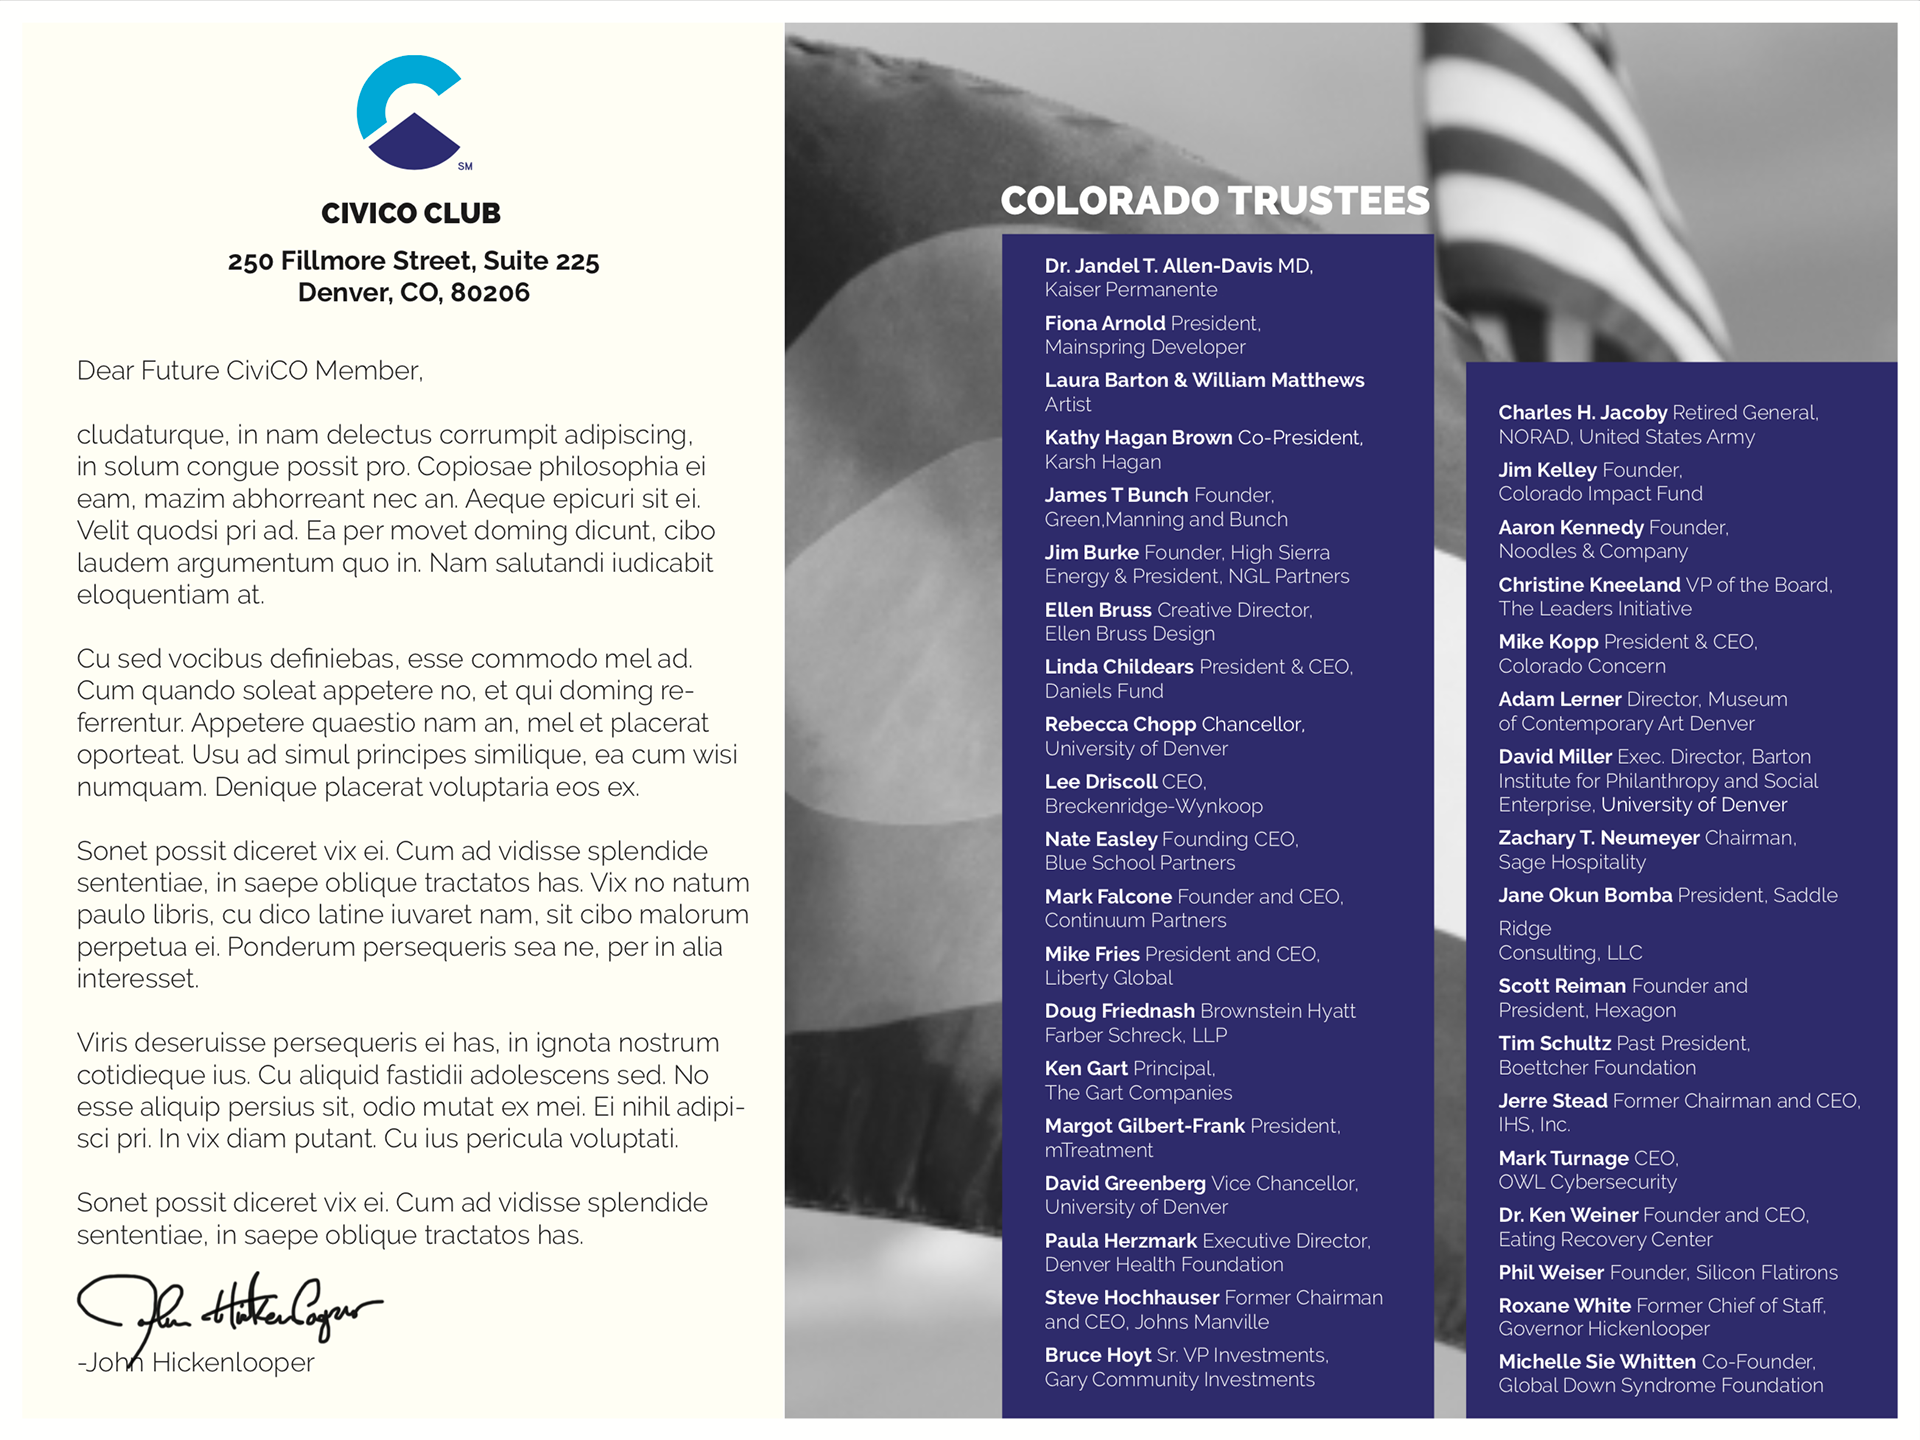 SM
CIVICO CLUB
250 Fillmore Street, Suite 225
Denver, CO, 80206
Dear Future CiviCO Member,
cludaturque, in nam delectus corrumpit adipiscing,
in solum congue possit pro. Copiosae philosophia ei
eam, mazim abhorreant nec an. Aeque epicuri sit ei.
Velit quodsi pri ad. Ea per movet doming dicunt, cibo
laudem argumentum quo in. Nam salutandi iudicabit
eloquentiam at.
Cu sed vocibus definiebas, esse commodo mel ad.
Cum quando soleat appetere no, et qui doming re-
ferrentur. Appetere quaestio nam an, mel et placerat
oporteat. Usu ad simul principes similique, ea cum wisi
numquam. Denique placerat voluptaria eos ex.
Sonet possit diceret vix ei. Cum ad vidisse splendide
sententiae, in saepe oblique tractatos has. Vix no natum
paulo libris, cu dico latine iuvaret nam, sit cibo malorum
perpetua ei. Ponderum persequeris sea ne, per in alia
interesset.
Viris deseruisse persequeris ei has, in ignota nostrum
cotidieque ius. Cu aliquid fastidii adolescens sed. No
esse aliquip persius sit, odio mutat ex mei. Ei nihil adipi-
sci pri. In vix diam putant. Cu ius pericula voluptati.
Sonet possit diceret vix ei. Cum ad vidisse splendide
sententiae, in saepe oblique tractatos has.
John Hickenlooper
-John Hickenlooper
COLORADO TRUSTEES
Dr. Jandel T. Allen-Davis MD,
Kaiser Permanente
Fiona Arnold President,
Mainspring Developer
Laura Barton & William Matthews
Artist
Kathy Hagan Brown Co-President,
Karsh Hagan
James T Bunch Founder,
Green,Manning and Bunch
Jim Burke Founder, High Sierra
Energy & President, NGL Partners
Ellen Bruss Creative Director,
Ellen Bruss Design
Linda Childears President & CEO,
Daniels Fund
Rebecca Chopp Chancellor,
University of Denver
Lee Driscoll CEO,
Breckenridge-Wynkoop
Nate Easley Founding CEO,
Blue School Partners
Mark Falcone Founder and CEO,
Continuum Partners
Mike Fries President and CEO,
Liberty Global
Doug Friednash Brownstein Hyatt
Farber Schreck, LLP
Ken Gart Principal,
The Gart Companies
Margot Gilbert-Frank President,
mTreatment
David Greenberg Vice Chancellor,
University of Denver
Paula Herzmark Executive Director,
Denver Health Foundation
Steve Hochhauser Former Chairman
and CEO, Johns Manville
Bruce Hoyt Sr. VP Investments,
Gary Community Investments
Charles H. Jacoby Retired General,
NORAD, United States Army
Jim Kelley Founder,
Colorado Impact Fund
Aaron Kennedy Founder,
Noodles & Company
Christine Kneeland VP of the Board,
The Leaders Initiative
Mike Kopp President & CEO,
Colorado Concern
Adam Lerner Director, Museum
of Contemporary Art Denver
David Miller Exec. Director, Barton
Institute for Philanthropy and Social
Enterprise, University of Denver
Zachary T. Neumeyer Chairman,
Sage Hospitality
Jane Okun Bomba President, Saddle
Ridge
Consulting, LLC
Scott Reiman Founder and
President, Hexagon
Tim Schultz Past President,
Boettcher Foundation
Jerre Stead Former Chairman and CEO,
IHS, Inc.
Mark Turnage CEO,
OWL Cybersecurity
Dr. Ken Weiner Founder and CEO,
Eating Recovery Center
Phil Weiser Founder, Silicon Flatirons
Roxane White Former Chief of Staff,
Governor Hickenlooper
Michelle Sie Whitten Co-Founder,
Global Down Syndrome Foundation